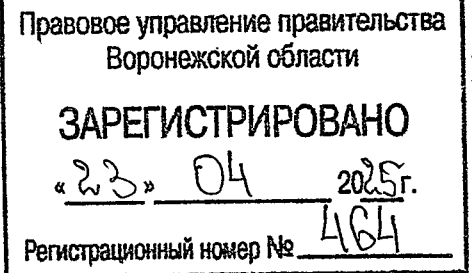 Правовое управление правительства
Воронежской области
ЗАРЕГИСТРИРОВАНО
«23» 04 2025г.
Регистрационный номер № 464